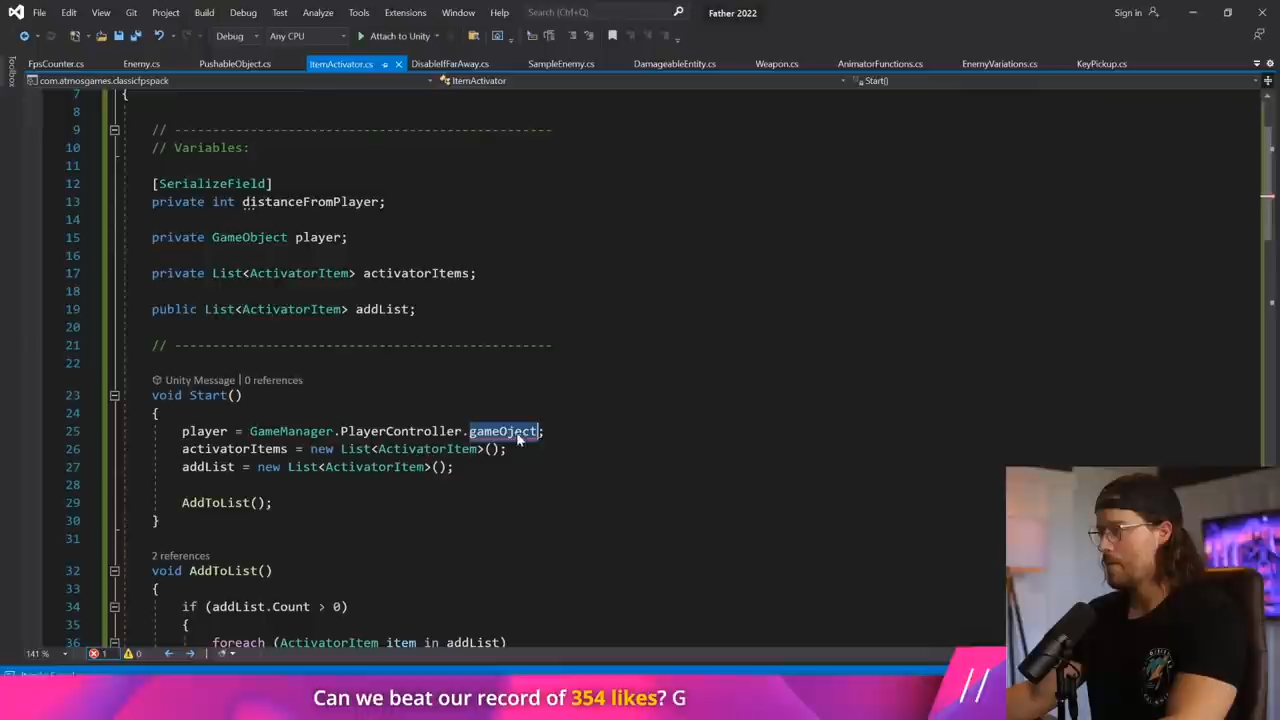 File Edit View Git Project Build Debug Test Analyze Tools Extensions Window Help Search (Ctrl+Q) Father 2022 Sign in
Debug Any CPU Attach to Unity
FpsCounter.cs Enemy.cs PushableObject.cs ItemActivator.cs DisableIfFarAway.cs SampleEnemy.cs DamageableEntity.cs Weapon.cs AnimatorFunctions.cs EnemyVariations.cs KeyPickup.cs
Toolbox
com.atmosgames.classicfpspack ItemActivator Start()
7 {
8
9 // --------------------------------------------------
10 // Variables:
11
12 [SerializeField]
13 private int distanceFromPlayer;
14
15 private GameObject player;
16
17 private List<ActivatorItem> activatorItems;
18
19 public List<ActivatorItem> addList;
20
21 // --------------------------------------------------
22
Unity Message | 0 references
23 void Start()
24 {
25 player = GameManager.PlayerController.gameOject;
26 activatorItems = new List<ActivatorItem>();
27 addList = new List<ActivatorItem>();
28
29 AddToList();
30 }
31
2 references
32 void AddToList()
33 {
34 if (addList.Count > 0)
35 {
36 foreach (ActivatorItem item in addList)
141 % 1 0
Can we beat our record of 354 likes? G
//